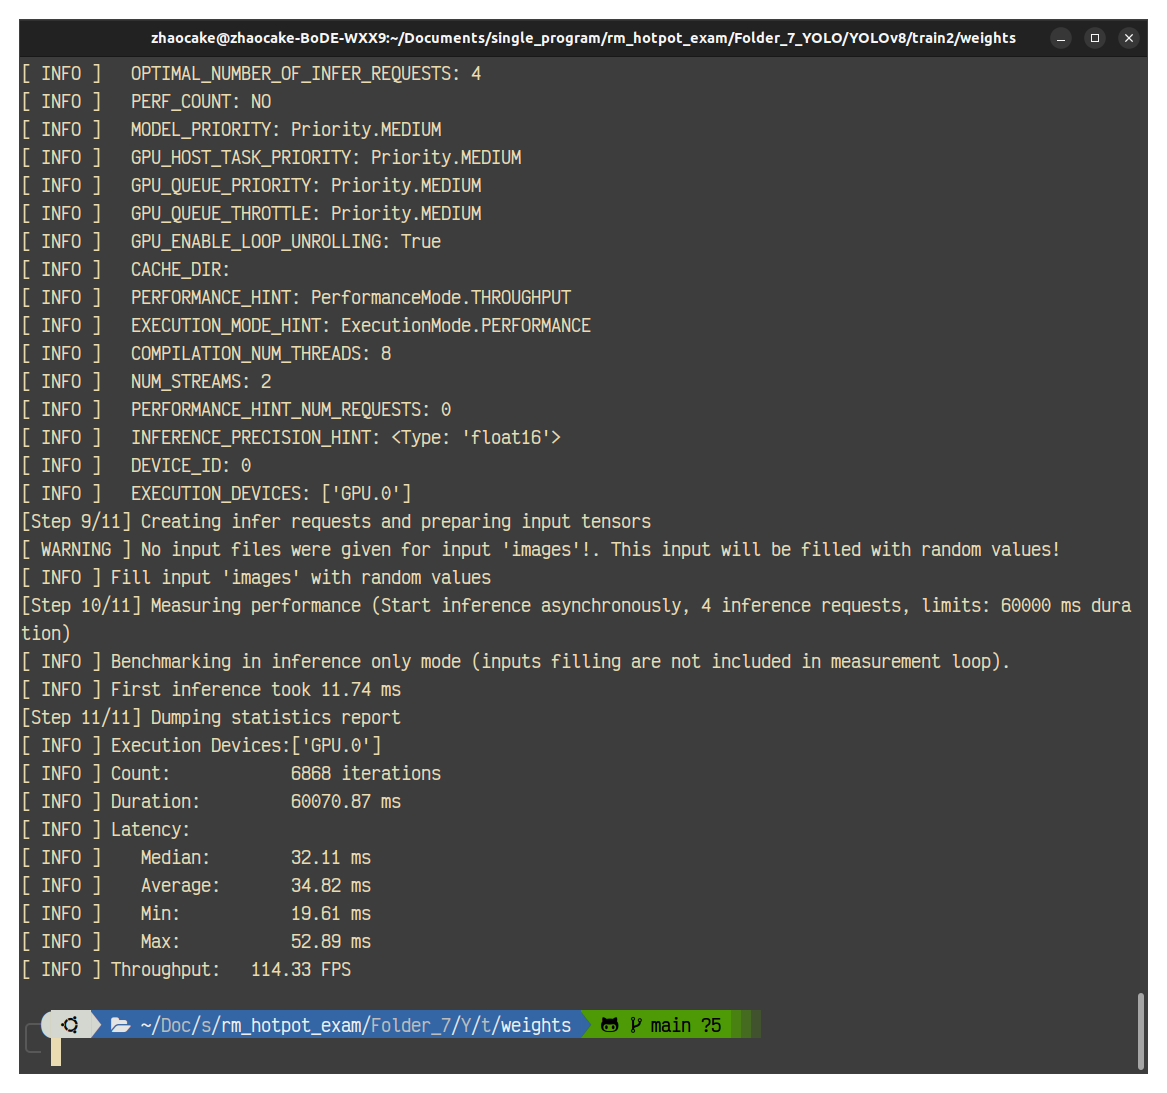 zhaocake@zhaocake-BoDE-WXX9:~/Documents/single_program/rm_hotpot_exam/Folder_7_YOLO/YOLOv8/train2/weights
[ INFO ]   OPTIMAL_NUMBER_OF_INFER_REQUESTS: 4
[ INFO ]   PERF_COUNT: NO
[ INFO ]   MODEL_PRIORITY: Priority.MEDIUM
[ INFO ]   GPU_HOST_TASK_PRIORITY: Priority.MEDIUM
[ INFO ]   GPU_QUEUE_PRIORITY: Priority.MEDIUM
[ INFO ]   GPU_QUEUE_THROTTLE: Priority.MEDIUM
[ INFO ]   GPU_ENABLE_LOOP_UNROLLING: True
[ INFO ]   CACHE_DIR:
[ INFO ]   PERFORMANCE_HINT: PerformanceMode.THROUGHPUT
[ INFO ]   EXECUTION_MODE_HINT: ExecutionMode.PERFORMANCE
[ INFO ]   COMPILATION_NUM_THREADS: 8
[ INFO ]   NUM_STREAMS: 2
[ INFO ]   PERFORMANCE_HINT_NUM_REQUESTS: 0
[ INFO ]   INFERENCE_PRECISION_HINT: <Type: 'float16'>
[ INFO ]   DEVICE_ID: 0
[ INFO ]   EXECUTION_DEVICES: ['GPU.0']
[Step 9/11] Creating infer requests and preparing input tensors
[ WARNING ] No input files were given for input 'images'!. This input will be filled with random values!
[ INFO ] Fill input 'images' with random values
[Step 10/11] Measuring performance (Start inference asynchronously, 4 inference requests, limits: 60000 ms dura
tion)
[ INFO ] Benchmarking in inference only mode (inputs filling are not included in measurement loop).
[ INFO ] First inference took 11.74 ms
[Step 11/11] Dumping statistics report
[ INFO ] Execution Devices:['GPU.0']
[ INFO ] Count:            6868 iterations
[ INFO ] Duration:         60070.87 ms
[ INFO ] Latency:
[ INFO ]    Median:        32.11 ms
[ INFO ]    Average:       34.82 ms
[ INFO ]    Min:           19.61 ms
[ INFO ]    Max:           52.89 ms
[ INFO ] Throughput:   114.33 FPS
~/Doc/s/rm_hotpot_exam/Folder_7/Y/t/weights main ?5